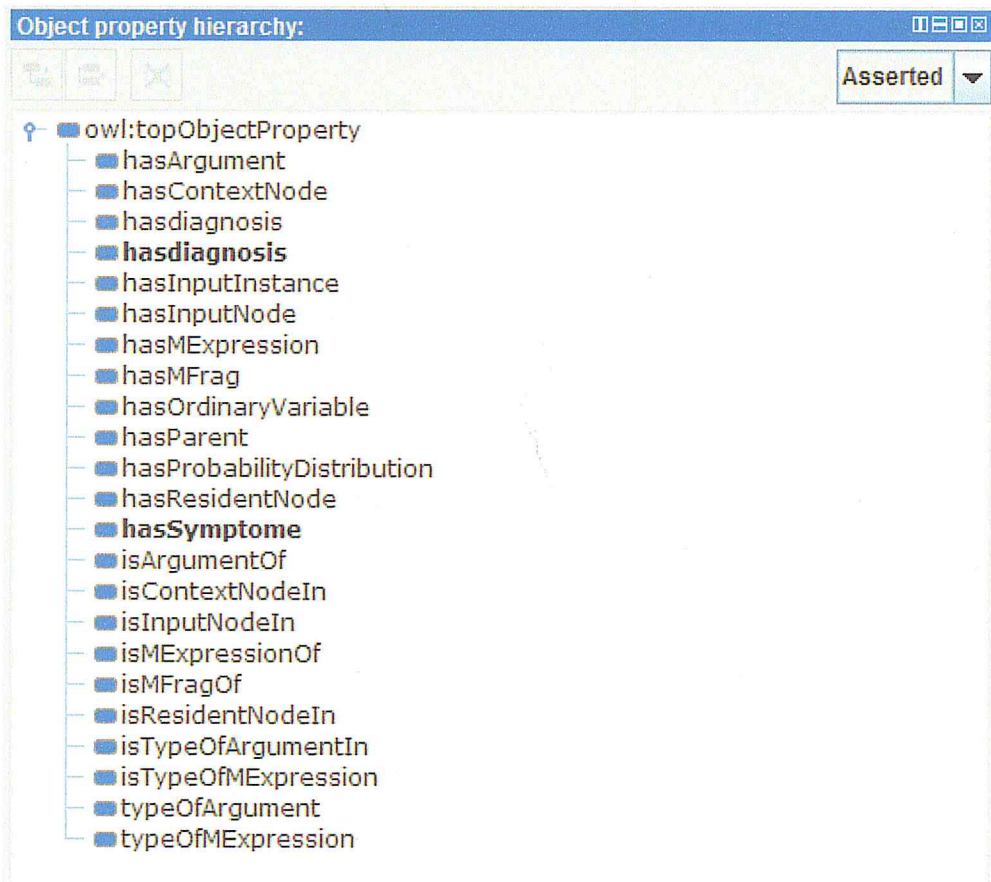 Object property hierarchy:
Asserted
owl:topObjectProperty
hasArgument
hasContextNode
hasdiagnosis
hasdiagnosis
hasInputInstance
hasInputNode
hasMExpression
hasMFrag
hasOrdinaryVariable
hasParent
hasProbabilityDistribution
hasResidentNode
hasSymptome
isArgumentOf
isContextNodeIn
isInputNodeIn
isMExpressionOf
isMFragOf
isResidentNodeIn
isTypeOfArgumentIn
isTypeOfMExpression
typeOfArgument
typeOfMExpression